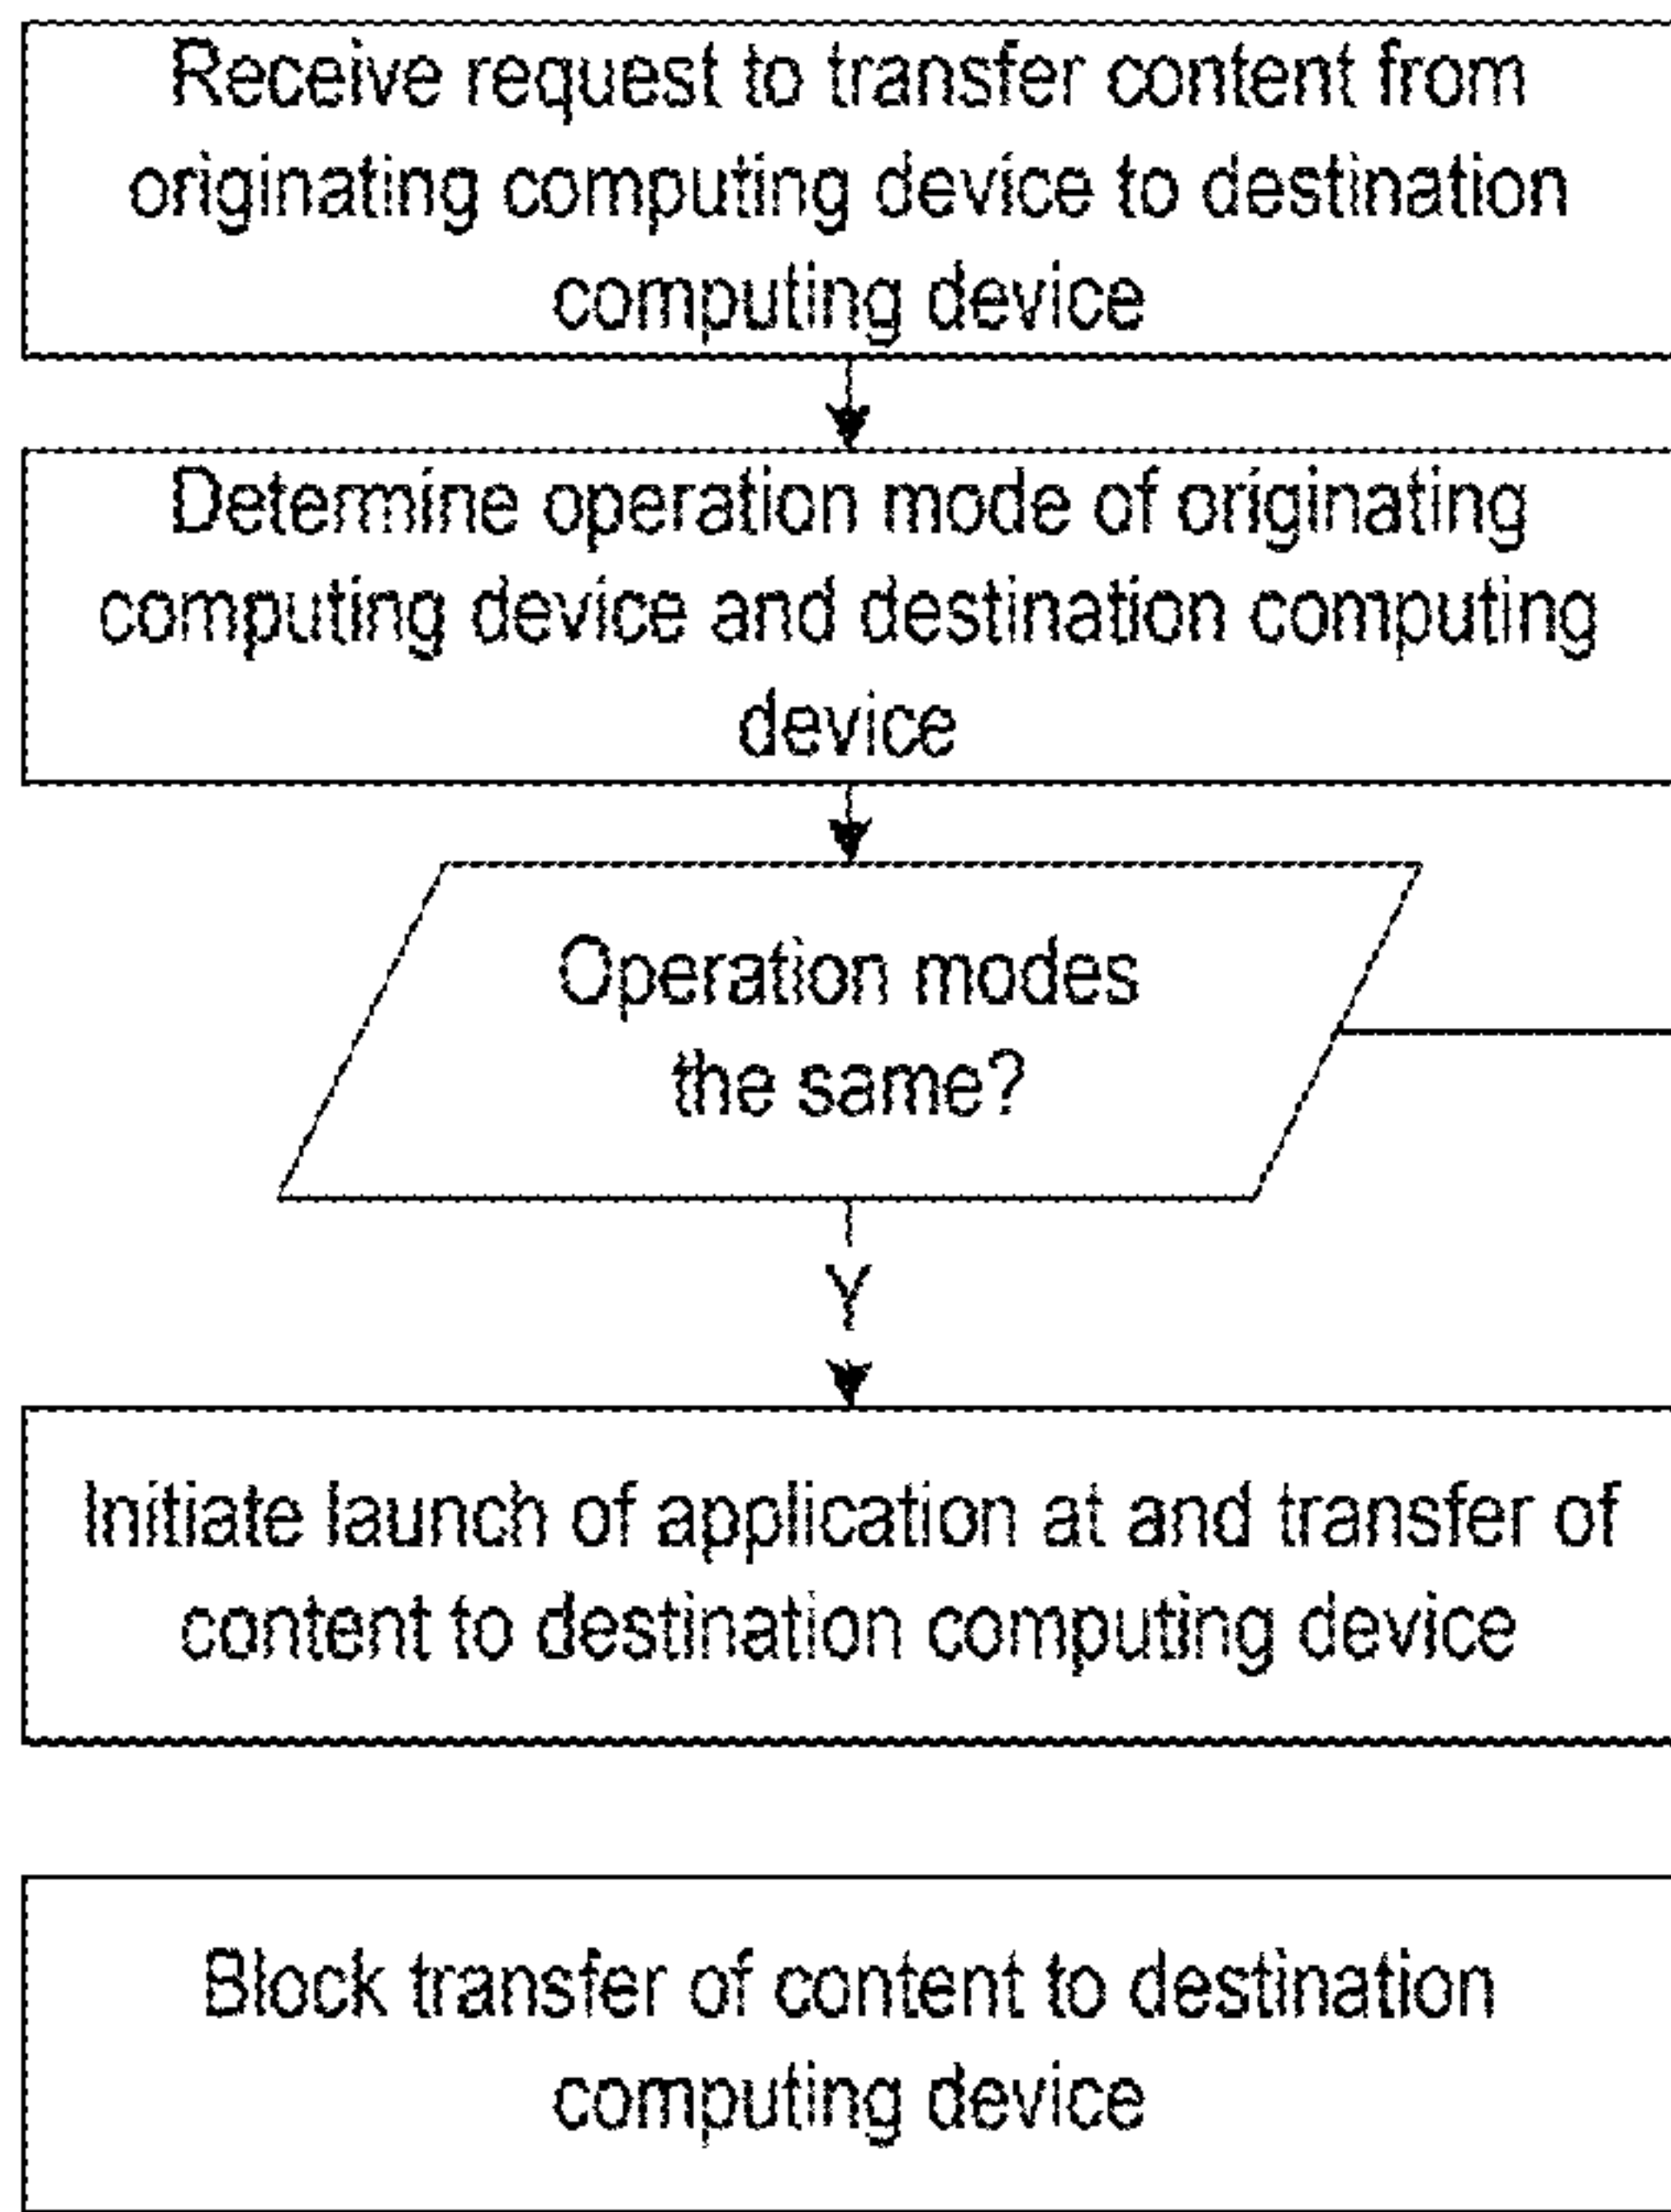 Receive request to transfer content from
originating computing device to destination
computing device
Determine operation mode of originating
computing device and destination computing
device
Operation modes
the same?
Y
Initiate launch of application at and transfer of
content to destination computing device
Block transfer of content to destination
computing device